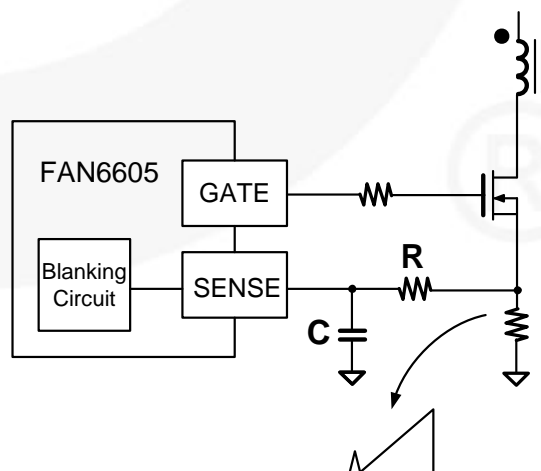 FAN6605
GATE
Blanking
Circuit
SENSE
R
C
®